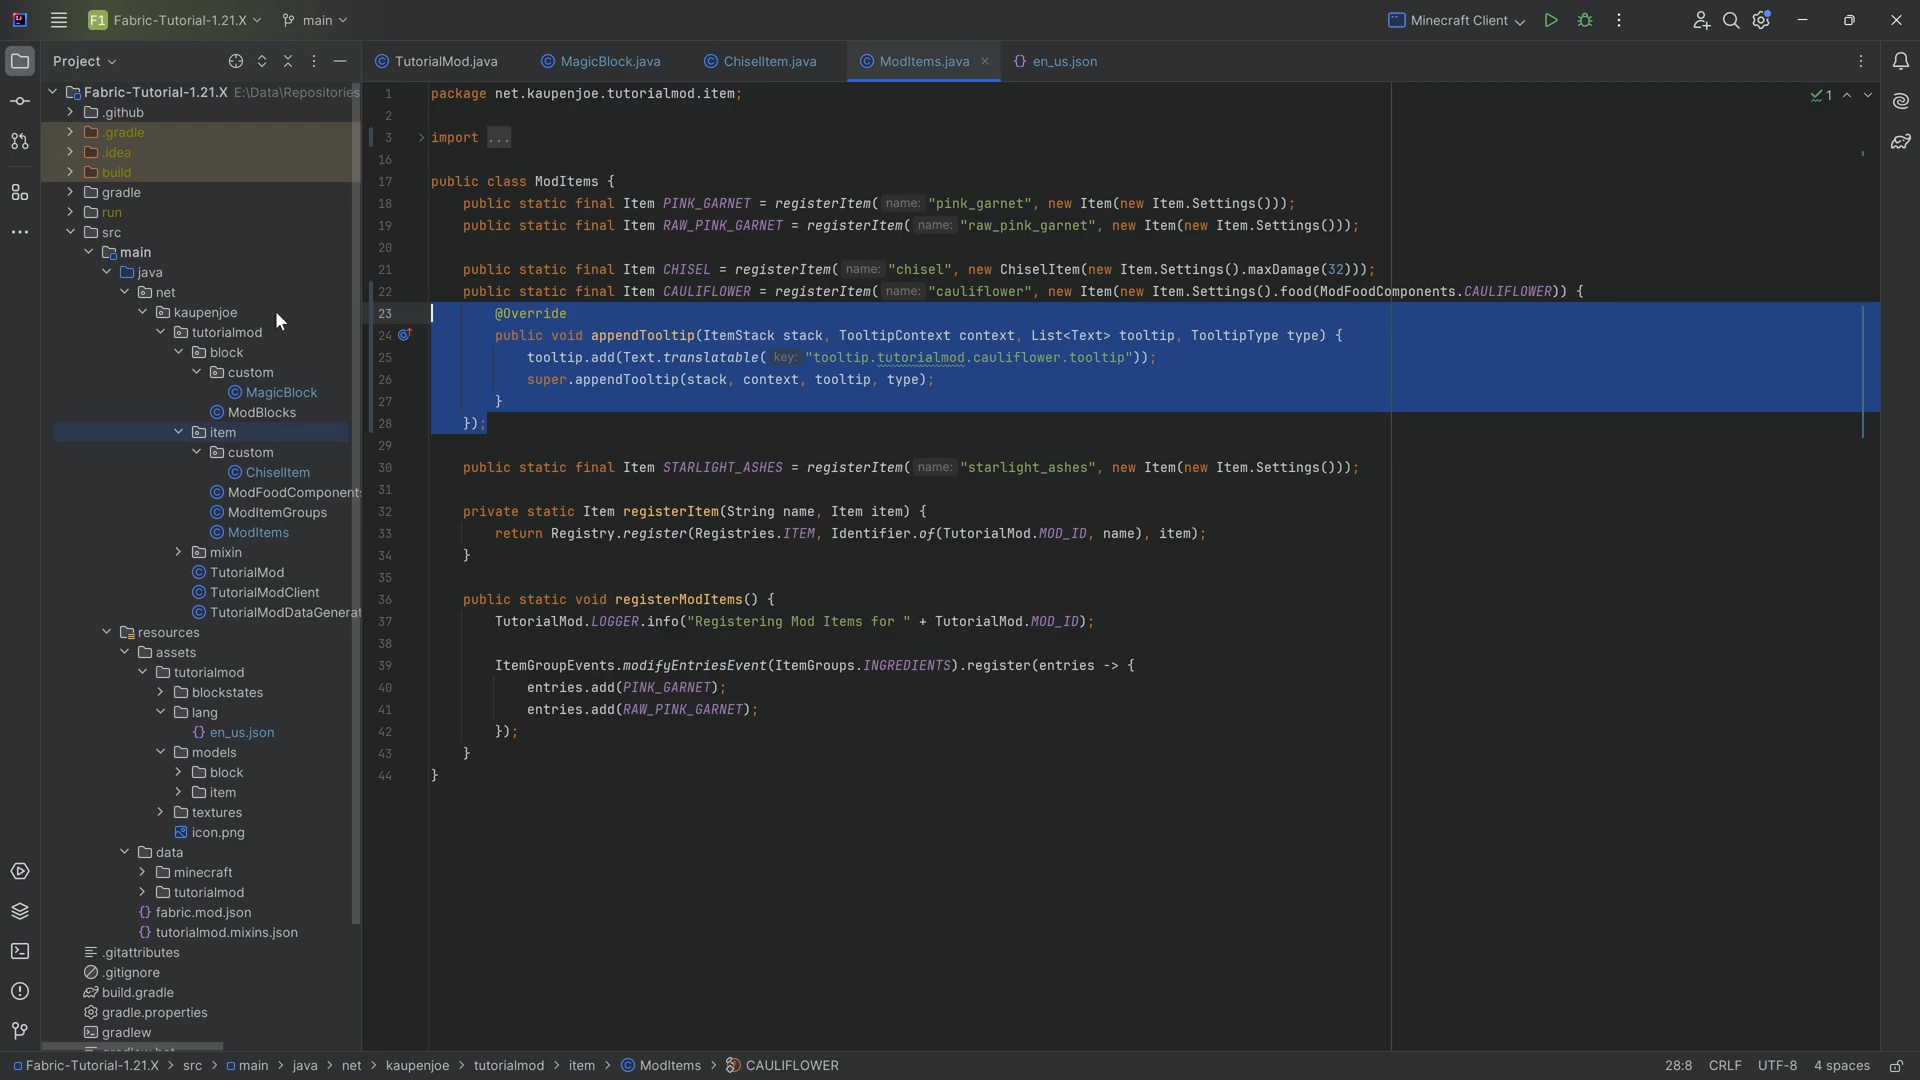 F1 Fabric-Tutorial-1.21.X main Minecraft Client
Project
TutorialMod.java MagicBlock.java ChiselItem.java ModItems.java en_us.json
Fabric-Tutorial-1.21.X E:\Data\Repositories
.github
.gradle
.idea
build
gradle
run
src
main
java
net
kaupenjoe
tutorialmod
block
custom
MagicBlock
ModBlocks
item
custom
ChiselItem
ModFoodComponents
ModItemGroups
ModItems
mixin
TutorialMod
TutorialModClient
TutorialModDataGenerat
resources
assets
tutorialmod
blockstates
lang
en_us.json
models
block
item
textures
icon.png
data
minecraft
tutorialmod
fabric.mod.json
tutorialmod.mixins.json
.gitattributes
.gitignore
build.gradle
gradle.properties
gradlew
1 package net.kaupenjoe.tutorialmod.item; 1
2
3 import ...
16
17 public class ModItems {
18 public static final Item PINK_GARNET = registerItem( name: "pink_garnet", new Item(new Item.Settings()));
19 public static final Item RAW_PINK_GARNET = registerItem( name: "raw_pink_garnet", new Item(new Item.Settings()));
20
21 public static final Item CHISEL = registerItem( name: "chisel", new ChiselItem(new Item.Settings().maxDamage(32)));
22 public static final Item CAULIFLOWER = registerItem( name: "cauliflower", new Item(new Item.Settings().food(ModFoodComponents.CAULIFLOWER)) {
23 @Override
24 public void appendTooltip(ItemStack stack, TooltipContext context, List<Text> tooltip, TooltipType type) {
25 tooltip.add(Text.translatable( key: "tooltip.tutorialmod.cauliflower.tooltip"));
26 super.appendTooltip(stack, context, tooltip, type);
27 }
28 });
29
30 public static final Item STARLIGHT_ASHES = registerItem( name: "starlight_ashes", new Item(new Item.Settings()));
31
32 private static Item registerItem(String name, Item item) {
33 return Registry.register(Registries.ITEM, Identifier.of(TutorialMod.MOD_ID, name), item);
34 }
35
36 public static void registerModItems() {
37 TutorialMod.LOGGER.info("Registering Mod Items for " + TutorialMod.MOD_ID);
38
39 ItemGroupEvents.modifyEntriesEvent(ItemGroups.INGREDIENTS).register(entries -> {
40 entries.add(PINK_GARNET);
41 entries.add(RAW_PINK_GARNET);
42 });
43 }
44 }
Fabric-Tutorial-1.21.X > src > main > java > net > kaupenjoe > tutorialmod > item > ModItems > CAULIFLOWER 28:8 CRLF UTF-8 4 spaces